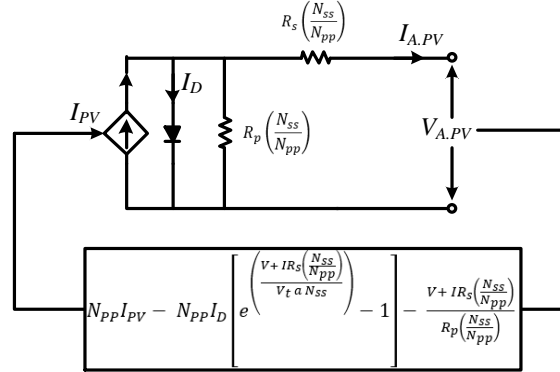 R_s(N_ss/N_pp)
I_A.PV
I_PV
I_D
R_p(N_ss/N_pp)
V_A.PV
N_PP I_PV − N_PP I_D [e^((V + IR_s(N_ss/N_pp))/(V_t a N_ss)) − 1] − (V + IR_s(N_ss/N_pp))/(R_p(N_ss/N_pp))